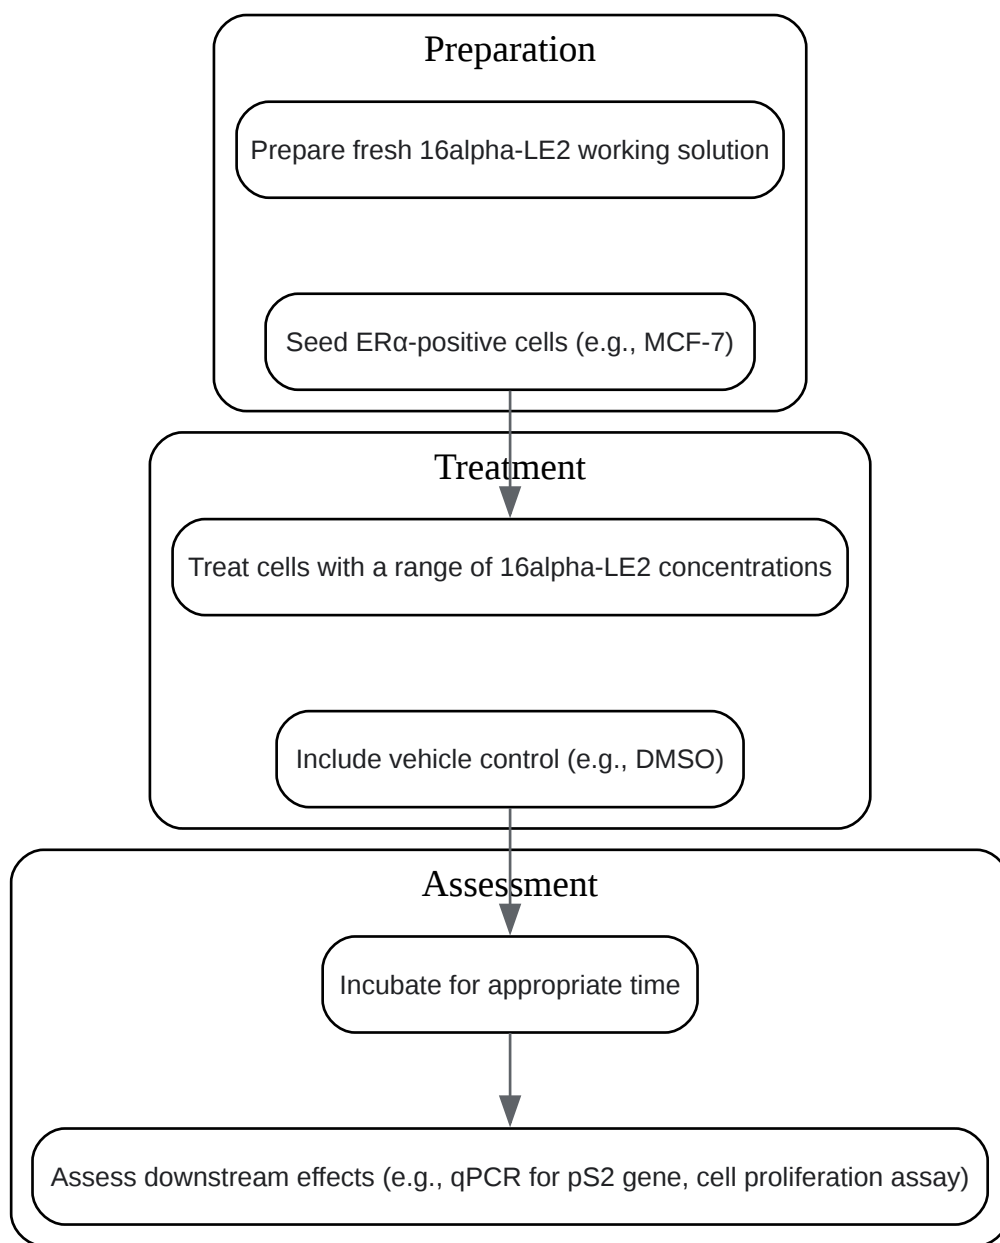 Preparation
Prepare fresh 16alpha-LE2 working solution
Seed ERα-positive cells (e.g., MCF-7)
Treatment
Treat cells with a range of 16alpha-LE2 concentrations
Include vehicle control (e.g., DMSO)
Assessment
Incubate for appropriate time
Assess downstream effects (e.g., qPCR for pS2 gene, cell proliferation assay)